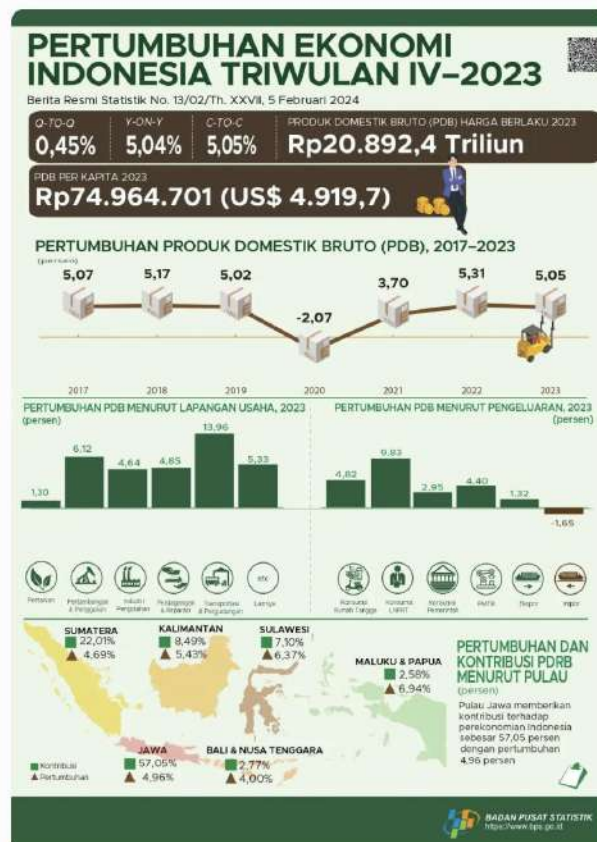 PERTUMBUHAN EKONOMI
INDONESIA TRIWULAN IV–2023
Berita Resmi Statistik No. 13/02/Th. XXVII, 5 Februari 2024
Q-TO-Q
0,45%
Y-ON-Y
5,04%
C-TO-C
5,05%
PRODUK DOMESTIK BRUTO (PDB) HARGA BERLAKU 2023
Rp20.892,4 Triliun
PDB PER KAPITA 2023
Rp74.964.701 (US$ 4.919,7)
PERTUMBUHAN PRODUK DOMESTIK BRUTO (PDB), 2017–2023
(persen)
5,07
5,17
5,02
-2,07
3,70
5,31
5,05
2017
2018
2019
2020
2021
2022
2023
PERTUMBUHAN PDB MENURUT LAPANGAN USAHA, 2023
(persen)
1,30
6,12
4,64
4,85
13,96
5,33
Pertanian
Pertambangan
& Penggalian
Industri
Pengolahan
Perdagangan
& Reparasi
Transportasi
& Pergudangan
etc
Lainnya
PERTUMBUHAN PDB MENURUT PENGELUARAN, 2023
(persen)
4,82
9,83
2,95
4,40
1,32
-1,65
Konsumsi
Rumah Tangga
Konsumsi
LNPRT
Konsumsi
Pemerintah
PMTB
Ekspor
Impor
SUMATERA
22,01%
4,69%
KALIMANTAN
8,49%
5,43%
SULAWESI
7,10%
6,37%
MALUKU & PAPUA
2,58%
6,94%
JAWA
57,05%
4,96%
BALI & NUSA TENGGARA
2,77%
4,00%
Kontribusi
Pertumbuhan
PERTUMBUHAN DAN
KONTRIBUSI PDRB
MENURUT PULAU
(persen)
Pulau Jawa memberikan
kontribusi terhadap
perekonomian Indonesia
sebesar 57,05 persen
dengan pertumbuhan
4,96 persen
BADAN PUSAT STATISTIK
https://www.bps.go.id